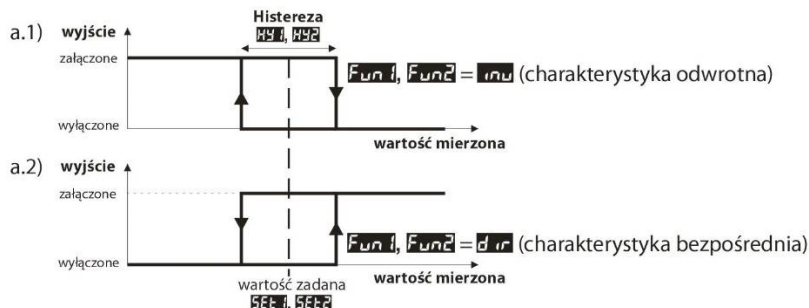 a.1) wyjście
Histereza
HY1, HY2
załączone
Fun1, Fun2 = inv (charakterystyka odwrotna)
wyłączone
wartość mierzona
a.2) wyjście
załączone
Fun1, Fun2 = dir (charakterystyka bezpośrednia)
wyłączone
wartość mierzona
wartość zadana
SEt1, SEt2